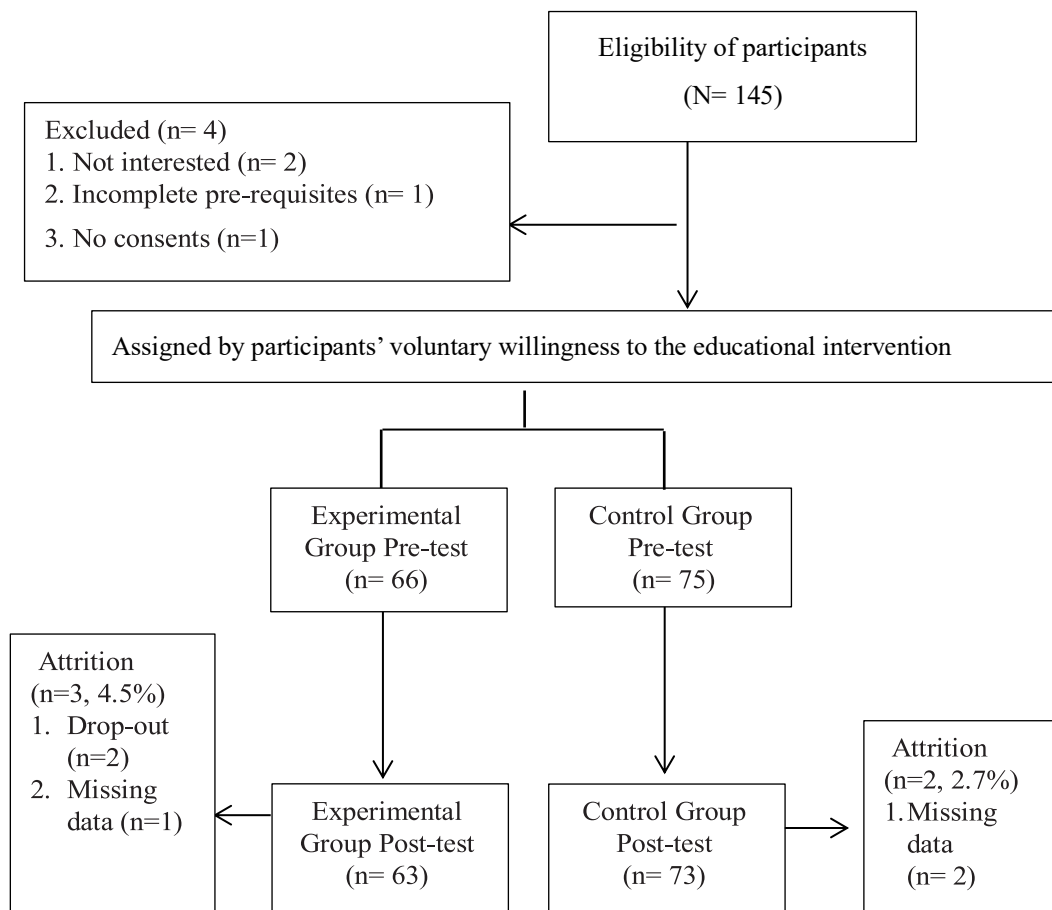 Eligibility of participants
(N= 145)
Excluded (n= 4)
1. Not interested (n= 2)
2. Incomplete pre-requisites (n= 1)
3. No consents (n=1)
Assigned by participants’ voluntary willingness to the educational intervention
Experimental
Group Pre-test
(n= 66)
Control Group
Pre-test
(n= 75)
Attrition
(n=3, 4.5%)
1. Drop-out
(n=2)
2. Missing
data (n=1)
Experimental
Group Post-test
(n= 63)
Control Group
Post-test
(n= 73)
Attrition
(n=2, 2.7%)
1. Missing
data
(n= 2)